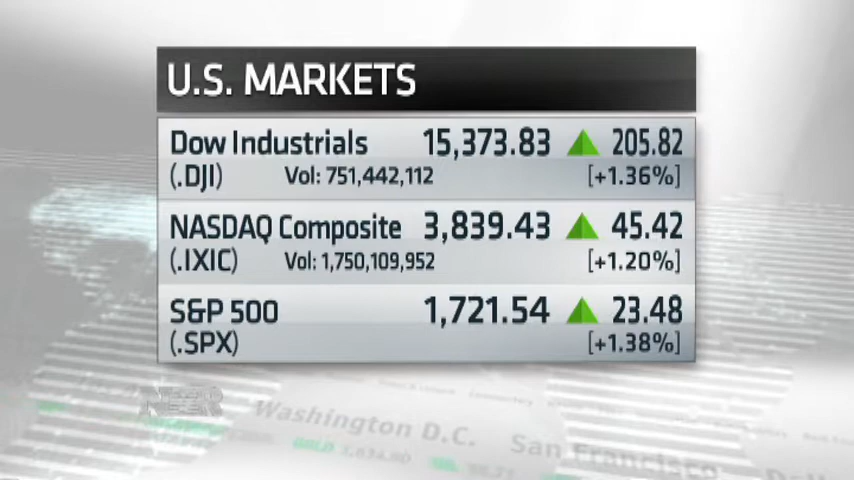 U.S. MARKETS
Dow Industrials 15,373.83 205.82
(.DJI) Vol: 751,442,112 [+1.36%]
NASDAQ Composite 3,839.43 45.42
(.IXIC) Vol: 1,750,109,952 [+1.20%]
S&P 500 1,721.54 23.48
(.SPX) [+1.38%]
Washington D.C.
San Francisco